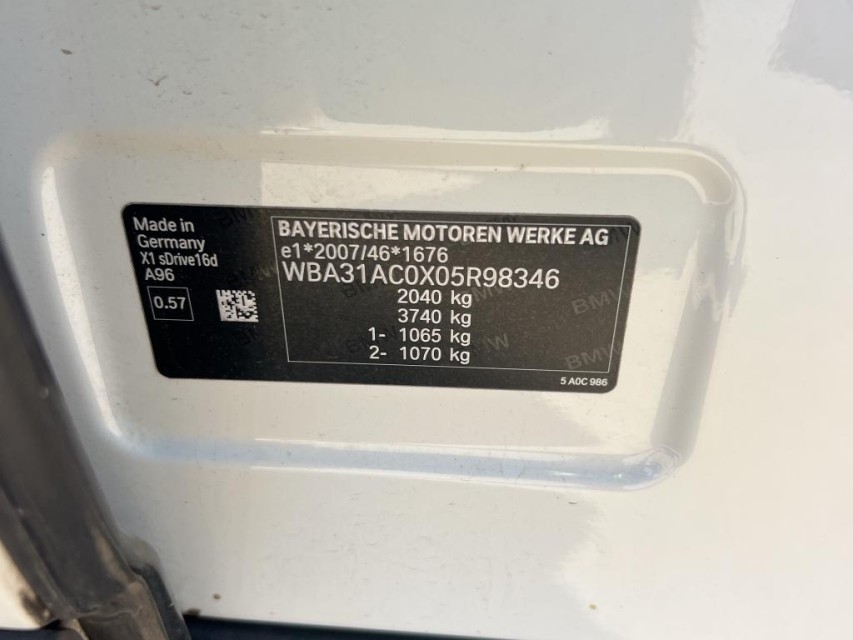 Made in
Germany
X1 sDrive16d
A96
0.57
BAYERISCHE MOTOREN WERKE AG
e1*2007/46*1676
WBA31AC0X05R98346
2040 kg
3740 kg
1- 1065 kg
2- 1070 kg
5 A0C 986